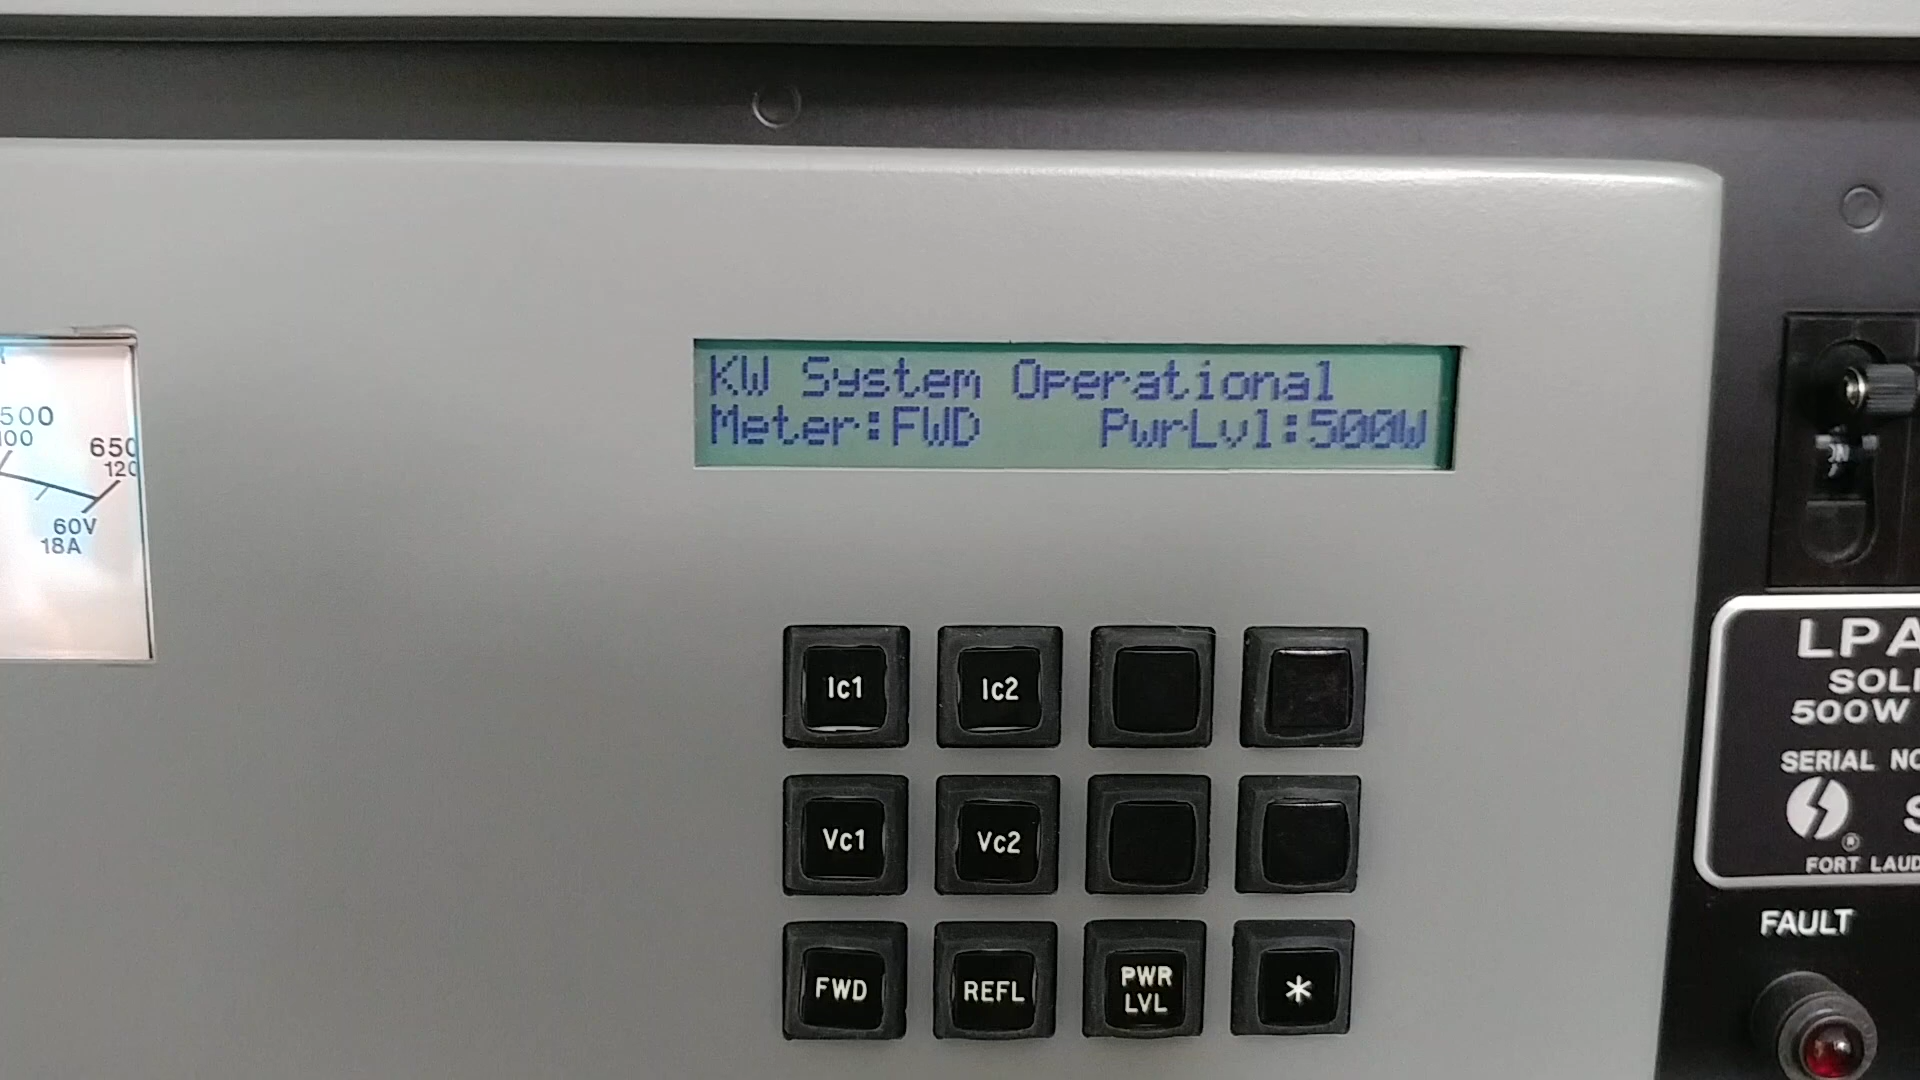 500
100
650
60V
18A
KW System Operational
Meter:FWD PwrLvl:500W
Ic1 Ic2
Vc1 Vc2
FWD REFL PWR LVL *
ON
LPA
SOLI
500W
SERIAL NO
®
FORT LAUD
FAULT